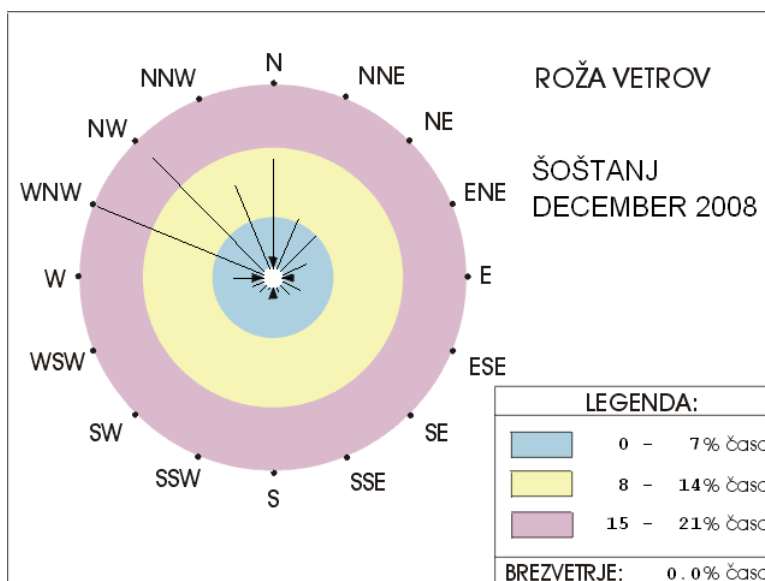 ROŽA VETROV
ŠOŠTANJ
DECEMBER 2008
N
NNE
NE
ENE
E
ESE
SE
SSE
S
SSW
SW
WSW
W
WNW
NW
NNW
LEGENDA:
0 - 7% časa
8 - 14% časa
15 - 21% časa
BREZVETRJE: 0.0% časa